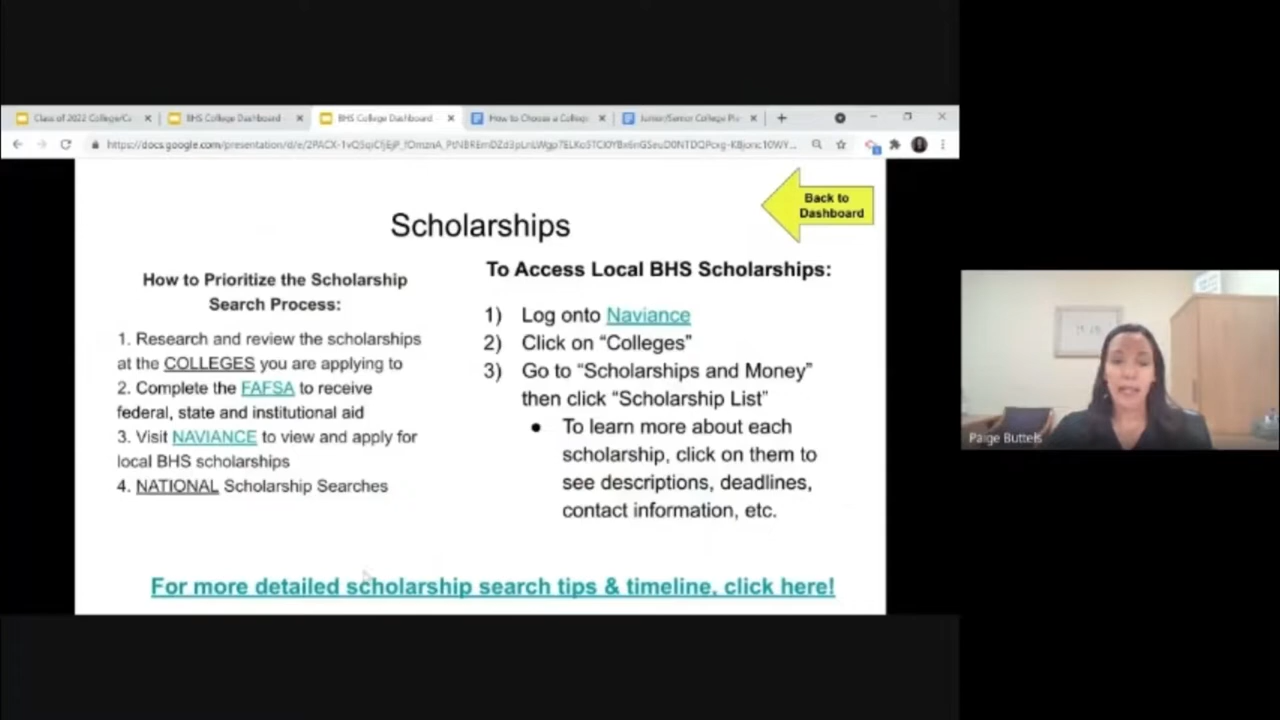 Class of 2022 College/Ca
BHS College Dashboard
BHS College Dashboard
How to Choose a College
Junior/Senior College Pla
Back to
Dashboard
Scholarships
How to Prioritize the Scholarship
Search Process:
1. Research and review the scholarships
at the COLLEGES you are applying to
2. Complete the FAFSA to receive
federal, state and institutional aid
3. Visit NAVIANCE to view and apply for
local BHS scholarships
4. NATIONAL Scholarship Searches
To Access Local BHS Scholarships:
1) Log onto Naviance
2) Click on “Colleges”
3) Go to “Scholarships and Money”
then click “Scholarship List”
● To learn more about each
scholarship, click on them to
see descriptions, deadlines,
contact information, etc.
For more detailed scholarship search tips & timeline, click here!
Paige Buttels